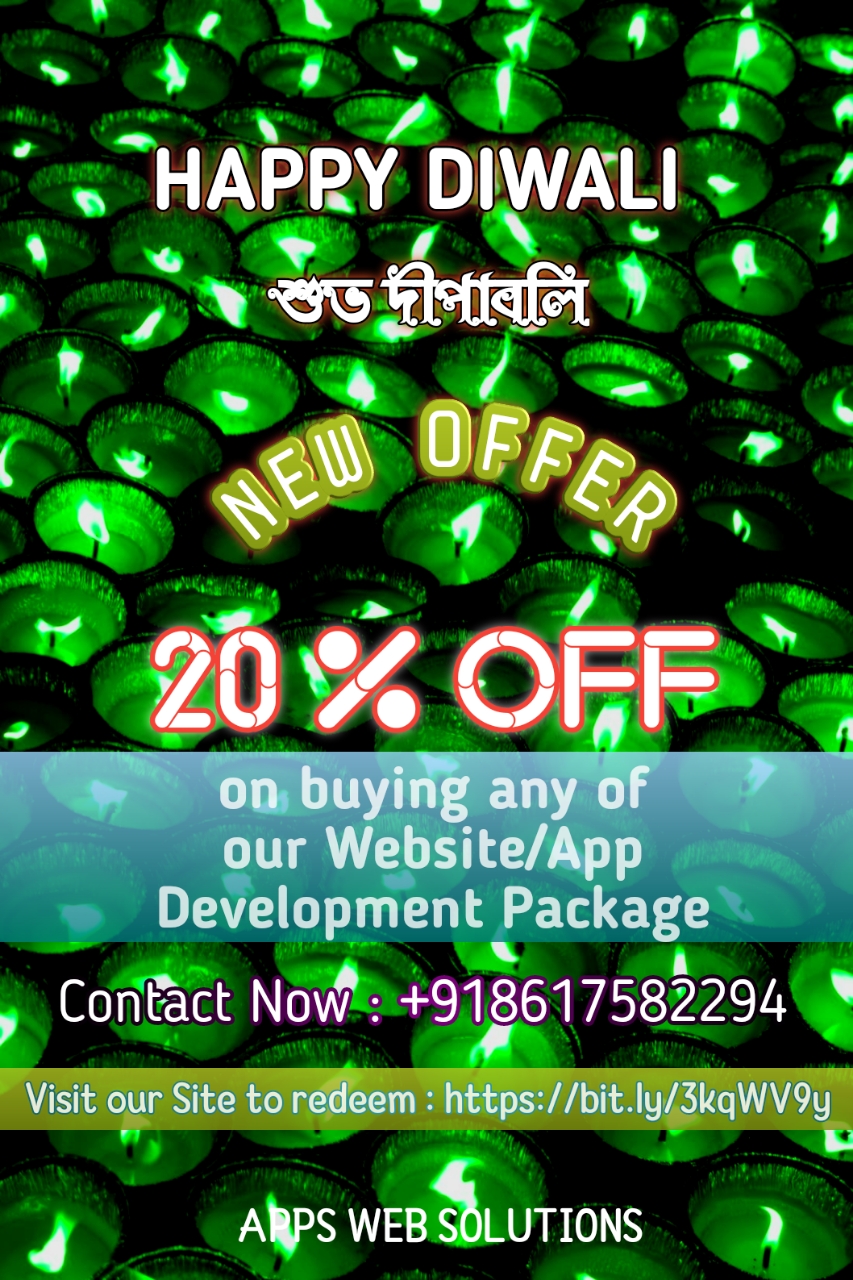 HAPPY DIWALI
শুভ দীপাবলি
NEW OFFER
20% OFF
on buying any of
our Website/App
Development Package
Contact Now : +918617582294
Visit our Site to redeem : https://bit.ly/3kqWV9y
APPS WEB SOLUTIONS